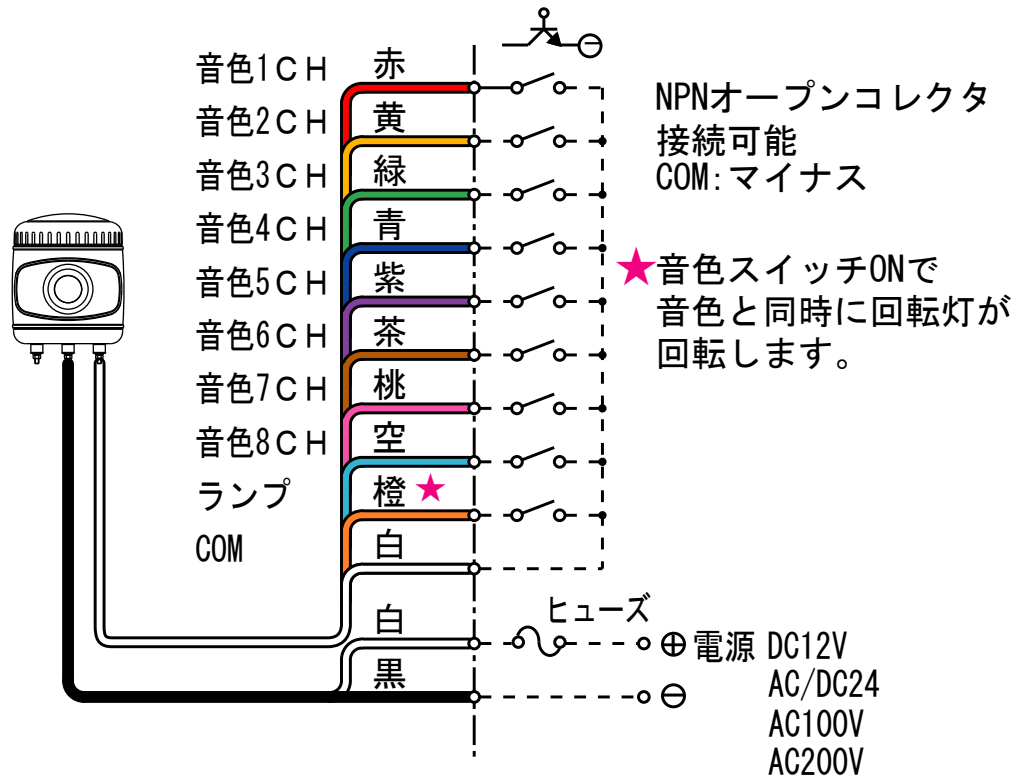 音色1CH 赤
音色2CH 黄
音色3CH 緑
音色4CH 青
音色5CH 紫
音色6CH 茶
音色7CH 桃
音色8CH 空
ランプ 橙★
COM 白
白 ヒューズ ⊕電源 DC12V
黒 ⊖ AC/DC24
AC100V
AC200V
⊖
NPNオープンコレクタ
接続可能
COM:マイナス
★音色スイッチONで
音色と同時に回転灯が
回転します。